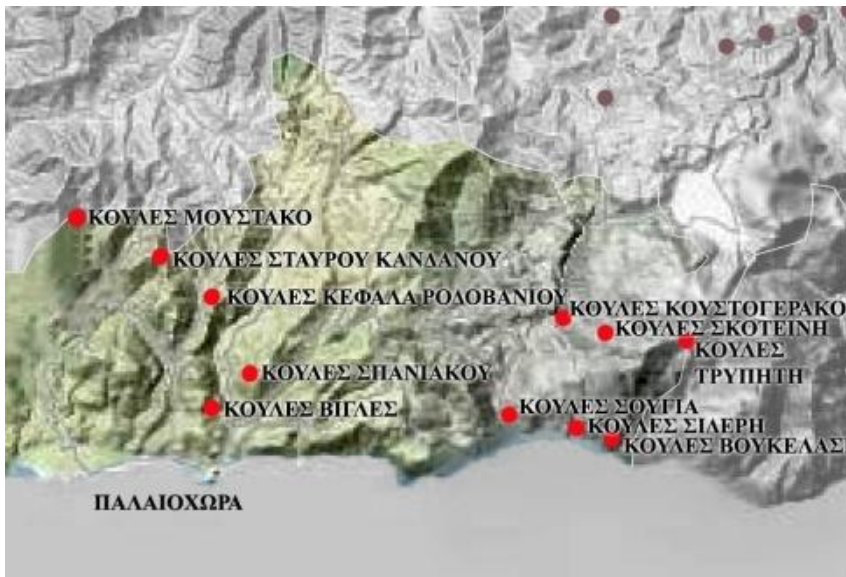 ΚΟΥΛΕΣ ΜΟΥΣΤΑΚΟ
ΚΟΥΛΕΣ ΣΤΑΥΡΟΥ ΚΑΝΔΑΝΟΥ
ΚΟΥΛΕΣ ΚΕΦΑΛΑ ΡΟΔΟΒΑΝΙΟΥ
ΚΟΥΛΕΣ ΚΟΥΣΤΟΓΕΡΑΚΟ
ΚΟΥΛΕΣ ΣΚΟΤΕΙΝΗ
ΚΟΥΛΕΣ
ΤΡΥΠΗΤΗ
ΚΟΥΛΕΣ ΣΠΑΝΙΑΚΟΥ
ΚΟΥΛΕΣ ΒΙΓΛΕΣ
ΚΟΥΛΕΣ ΣΟΥΓΙΑ
ΚΟΥΛΕΣ ΣΙΔΕΡΗ
ΚΟΥΛΕΣ ΒΟΥΚΕΛΑΣΙ
ΠΑΛΑΙΟΧΩΡΑ